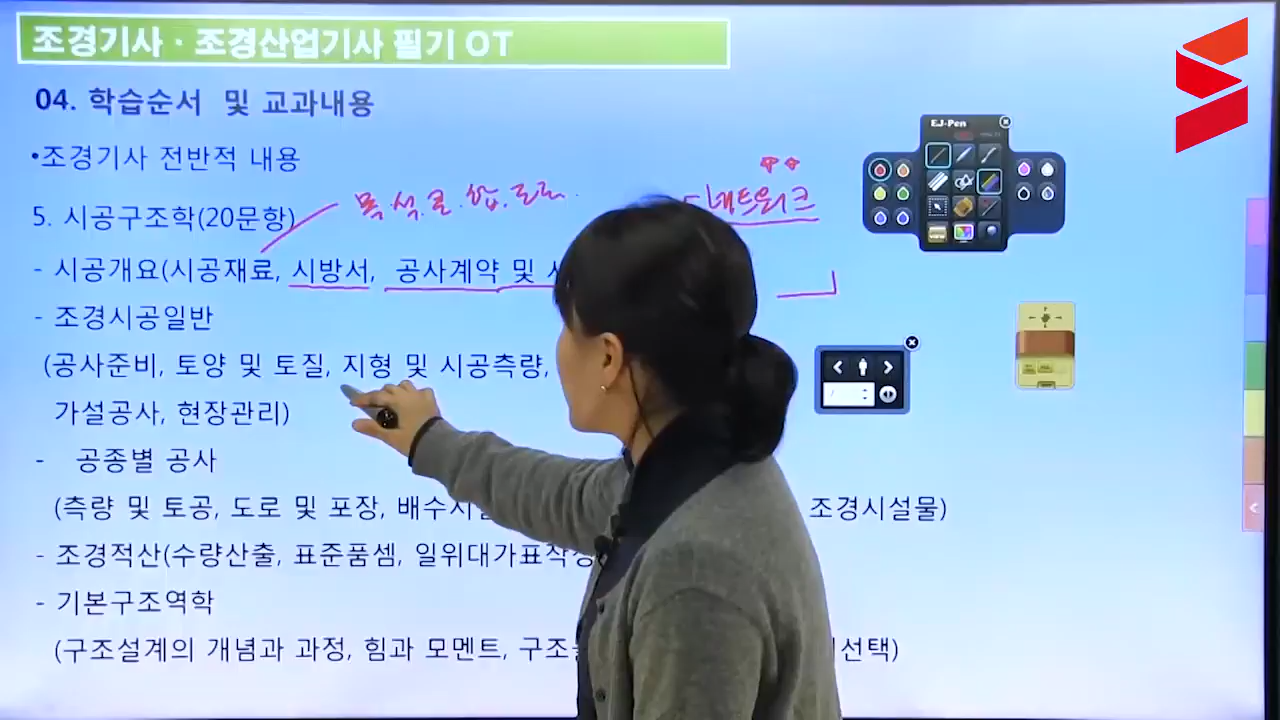 조경기사 · 조경산업기사 필기 OT
04. 학습순서 및 교과내용
•조경기사 전반적 내용
5. 시공구조학(20문항)
네트워크
- 시공개요(시공재료, 시방서, 공사계약 및
- 조경시공일반
(공사준비, 토양 및 토질, 지형 및 시공측량,
가설공사, 현장관리)
- 공종별 공사
(측량 및 토공, 도로 및 포장, 조경시설물)
- 조경적산(수량산출, 표준품셈, 일위대가표작성
- 기본구조역학
(구조설계의 개념과 과정, 힘과 모멘트,
EJ-Pen